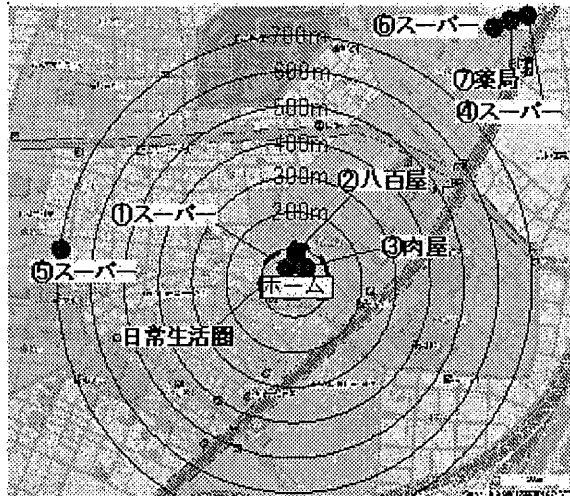 700m
⑥スーパー
600m
⑦薬局
500m
④スーパー
400m
300m
②八百屋
200m
①スーパー
③肉屋
⑤スーパー
ホーム
日常生活圏